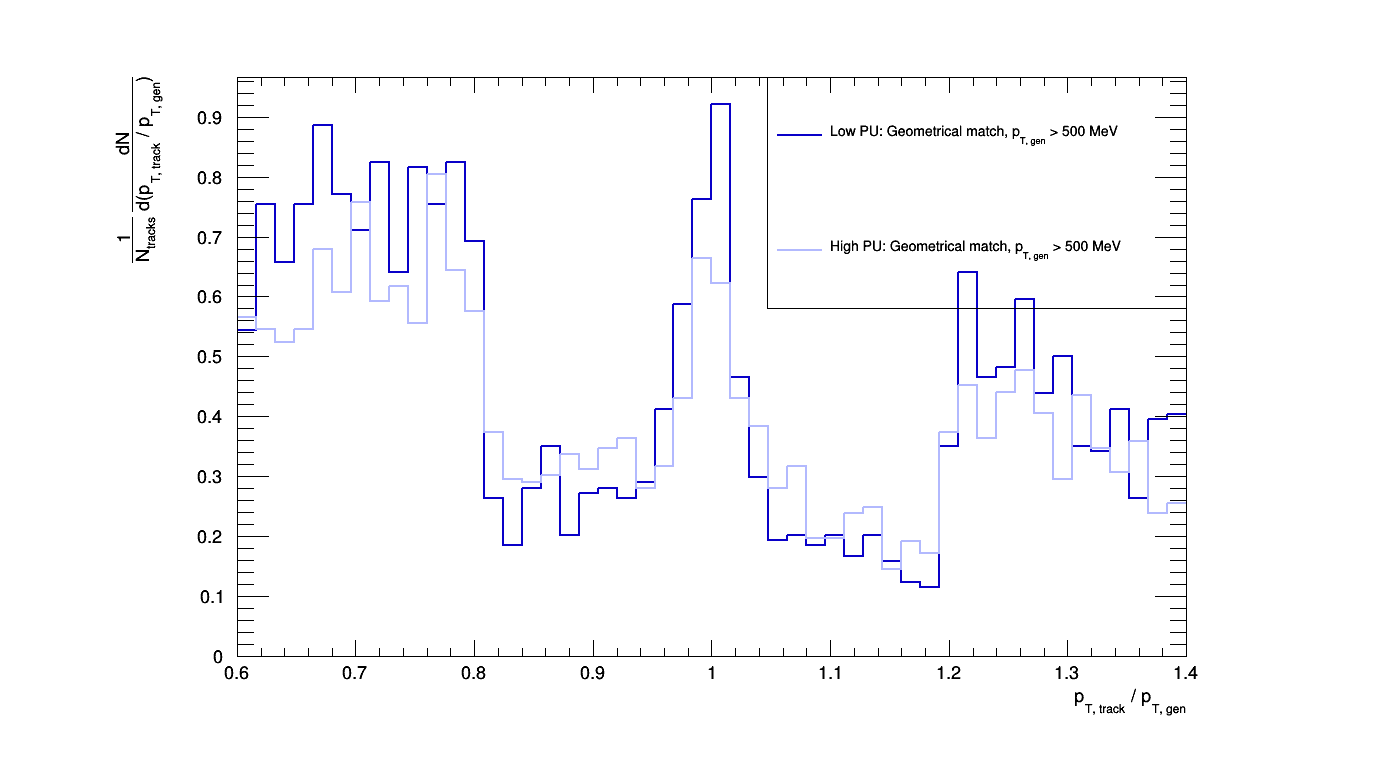 1 dN
N_tracks d(p_T, track / p_T, gen)
0.9
0.8
0.7
0.6
0.5
0.4
0.3
0.2
0.1
0
Low PU: Geometrical match, p_T, gen > 500 MeV
High PU: Geometrical match, p_T, gen > 500 MeV
0.6 0.7 0.8 0.9 1 1.1 1.2 1.3 1.4
p_T, track / p_T, gen